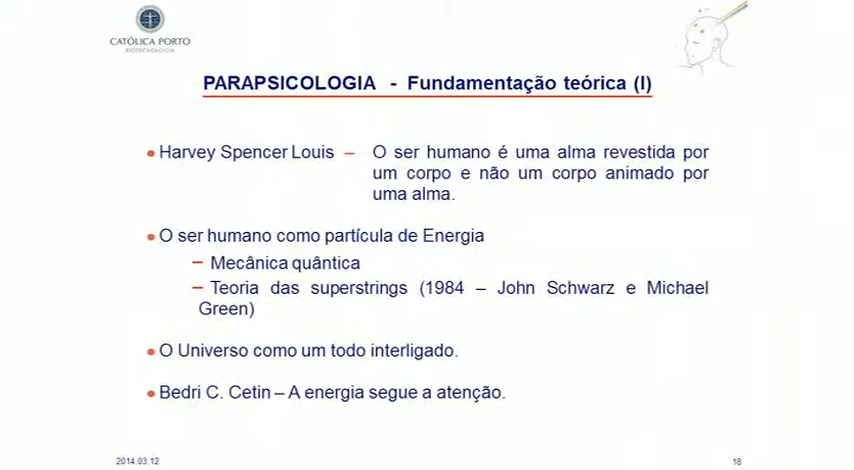 CATÓLICA PORTO
BIOTECNOLOGIA
PARAPSICOLOGIA - Fundamentação teórica (I)
Harvey Spencer Louis – O ser humano é uma alma revestida por
um corpo e não um corpo animado por
uma alma.
O ser humano como partícula de Energia
– Mecânica quântica
– Teoria das superstrings (1984 – John Schwarz e Michael
Green)
O Universo como um todo interligado.
Bedri C. Cetin – A energia segue a atenção.
2014.03.12
18